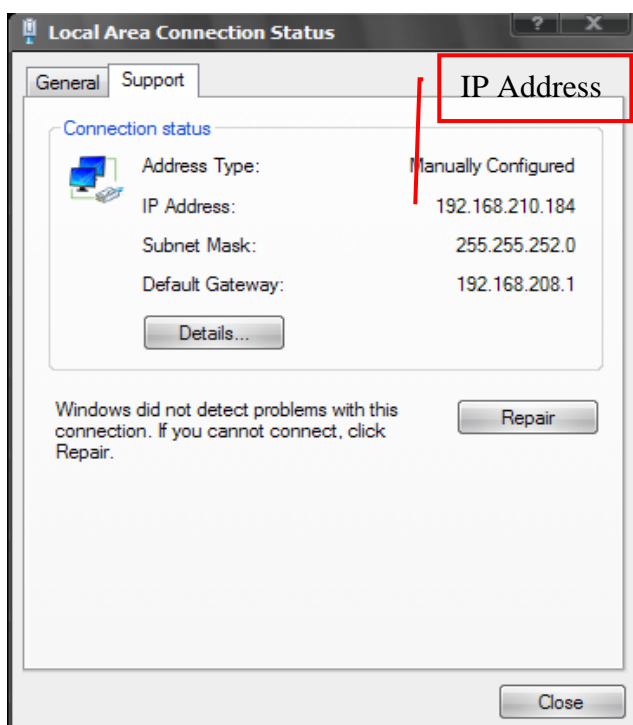 Local Area Connection Status
? X
General Support
IP Address
Connection status
Address Type: Manually Configured
IP Address: 192.168.210.184
Subnet Mask: 255.255.252.0
Default Gateway: 192.168.208.1
Details...
Windows did not detect problems with this
connection. If you cannot connect, click
Repair.
Repair
Close